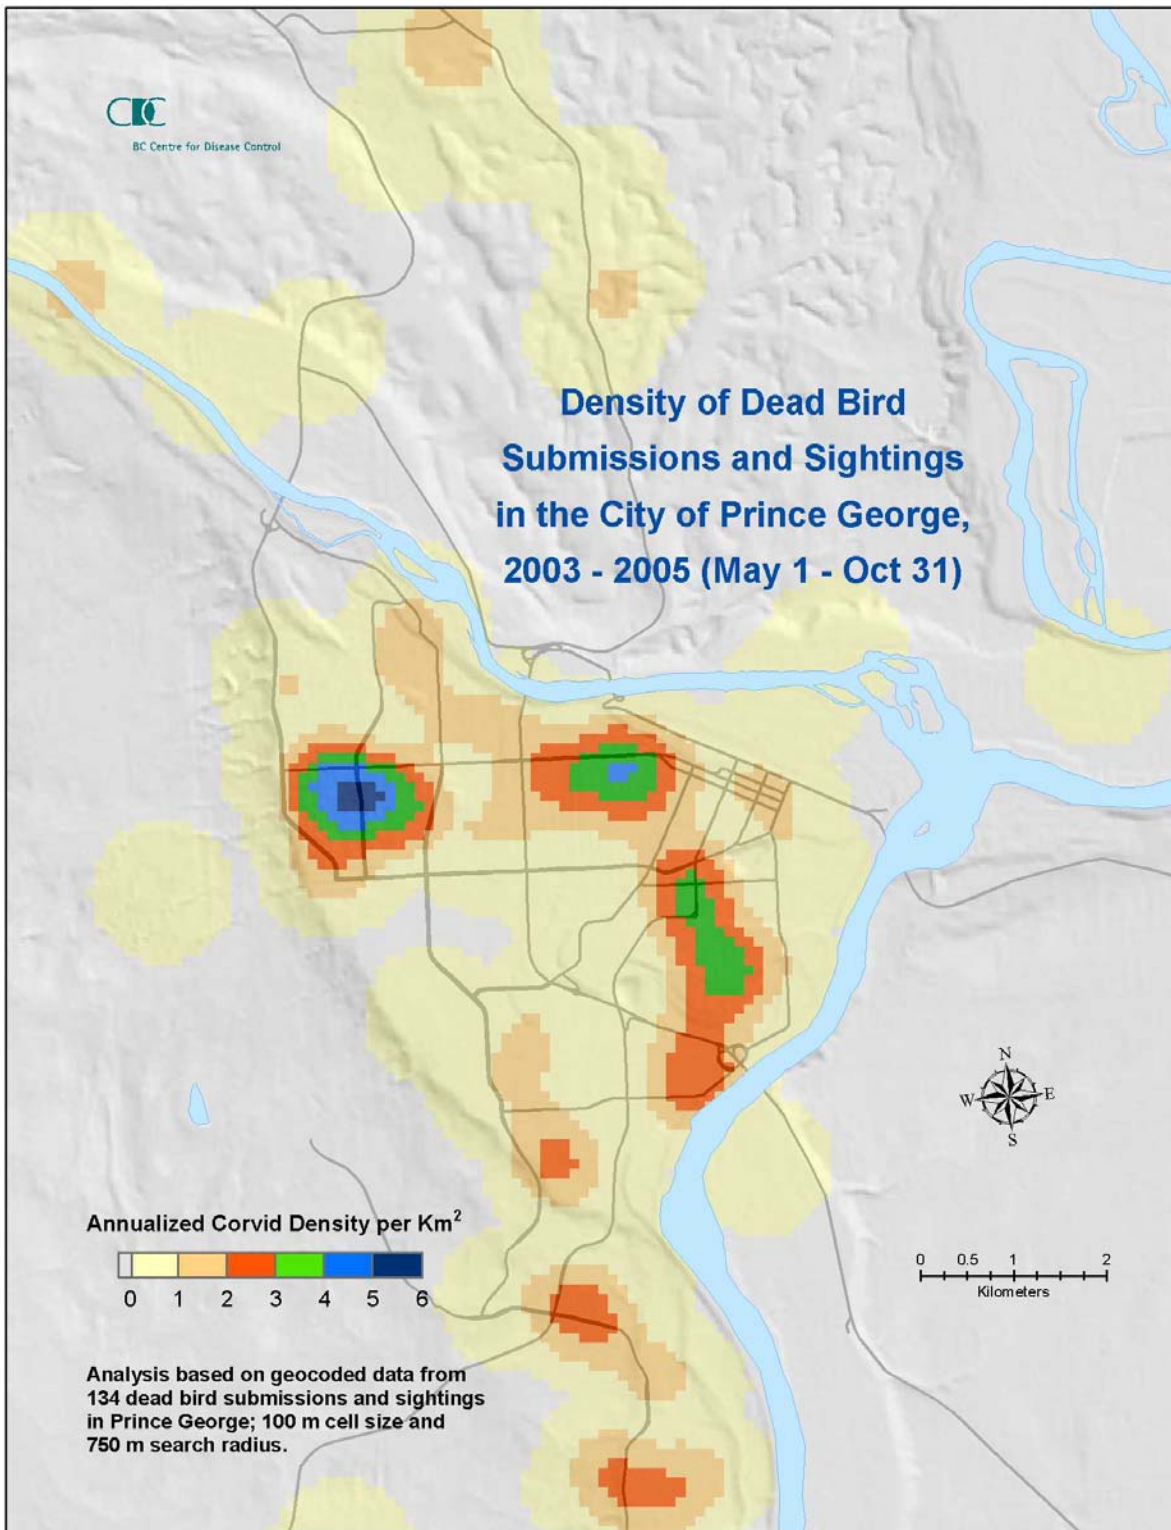 CDC
BC Centre for Disease Control
Density of Dead Bird
Submissions and Sightings
in the City of Prince George,
2003 - 2005 (May 1 - Oct 31)
N
W E
S
Annualized Corvid Density per Km²
0 1 2 3 4 5 6
0 0.5 1 2
Kilometers
Analysis based on geocoded data from
134 dead bird submissions and sightings
in Prince George; 100 m cell size and
750 m search radius.